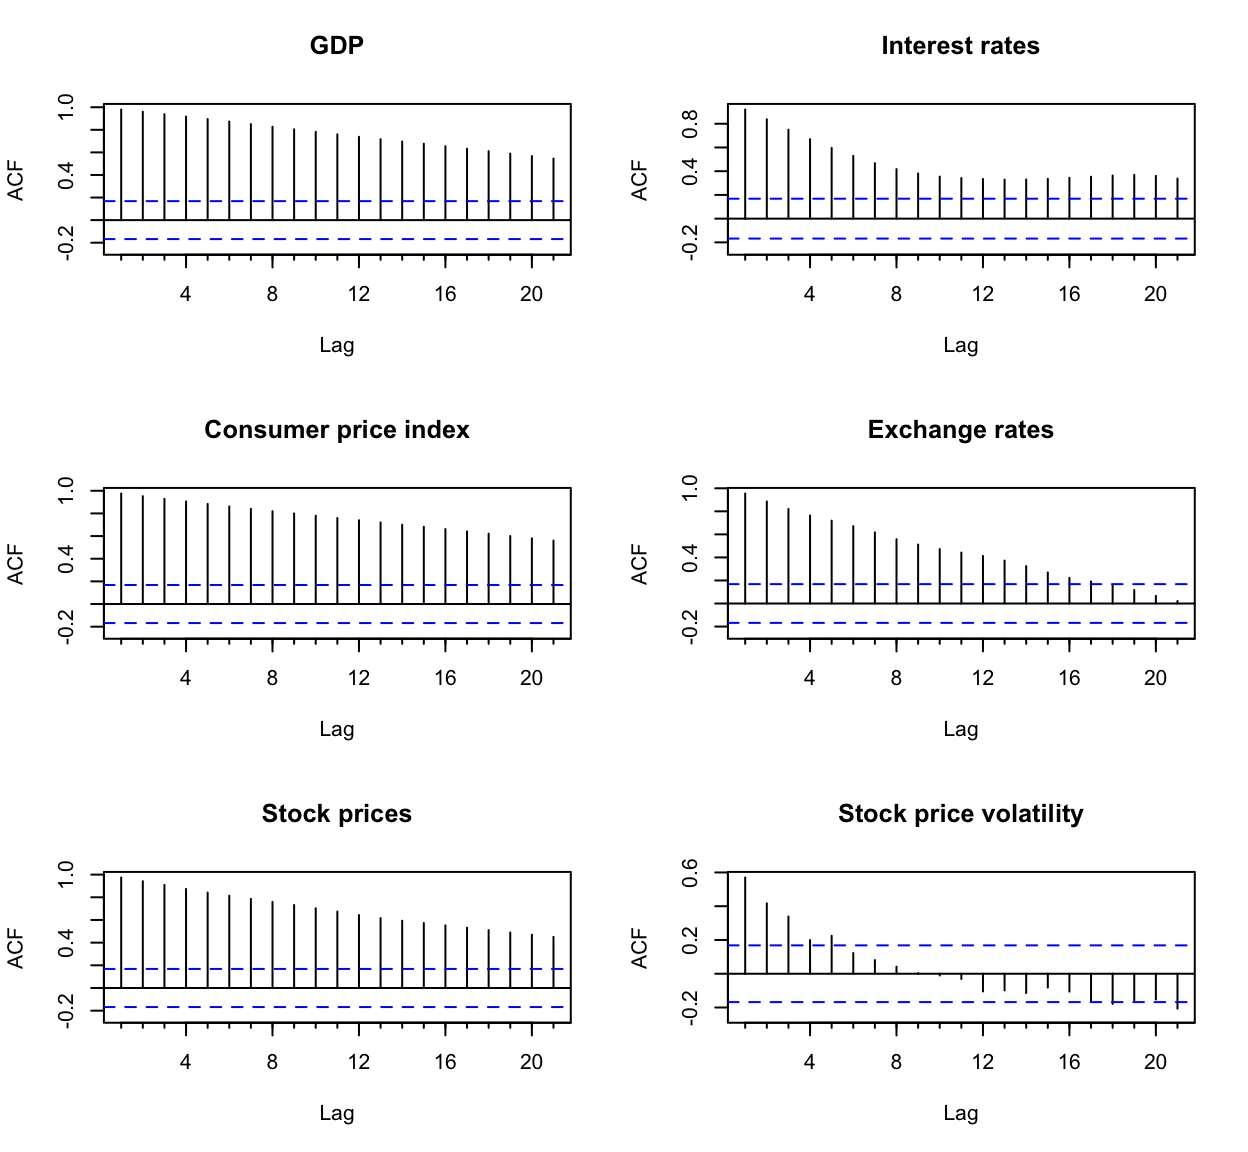 GDP
ACF
1.0
0.4
-0.2
4 8 12 16 20
Lag
Interest rates
ACF
0.8
0.4
-0.2
4 8 12 16 20
Lag
Consumer price index
ACF
1.0
0.4
-0.2
4 8 12 16 20
Lag
Exchange rates
ACF
1.0
0.4
-0.2
4 8 12 16 20
Lag
Stock prices
ACF
1.0
0.4
-0.2
4 8 12 16 20
Lag
Stock price volatility
ACF
0.6
0.2
-0.2
4 8 12 16 20
Lag